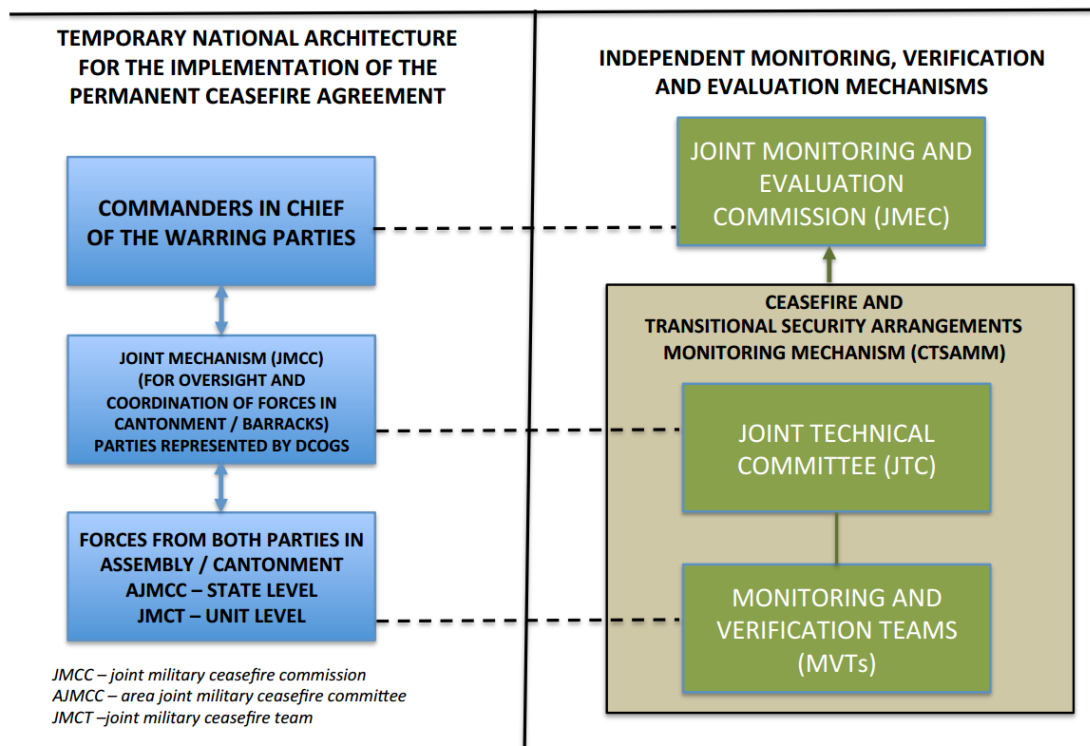 TEMPORARY NATIONAL ARCHITECTURE
FOR THE IMPLEMENTATION OF THE
PERMANENT CEASEFIRE AGREEMENT
COMMANDERS IN CHIEF
OF THE WARRING PARTIES
JOINT MECHANISM (JMCC)
(FOR OVERSIGHT AND
COORDINATION OF FORCES IN
CANTONMENT / BARRACKS)
PARTIES REPRESENTED BY DCOGS
FORCES FROM BOTH PARTIES IN
ASSEMBLY / CANTONMENT
AJMCC – STATE LEVEL
JMCT – UNIT LEVEL
JMCC – joint military ceasefire commission
AJMCC – area joint military ceasefire committee
JMCT –joint military ceasefire team
INDEPENDENT MONITORING, VERIFICATION
AND EVALUATION MECHANISMS
JOINT MONITORING AND
EVALUATION
COMMISSION (JMEC)
CEASEFIRE AND
TRANSITIONAL SECURITY ARRANGEMENTS
MONITORING MECHANISM (CTSAMM)
JOINT TECHNICAL
COMMITTEE (JTC)
MONITORING AND
VERIFICATION TEAMS
(MVTs)